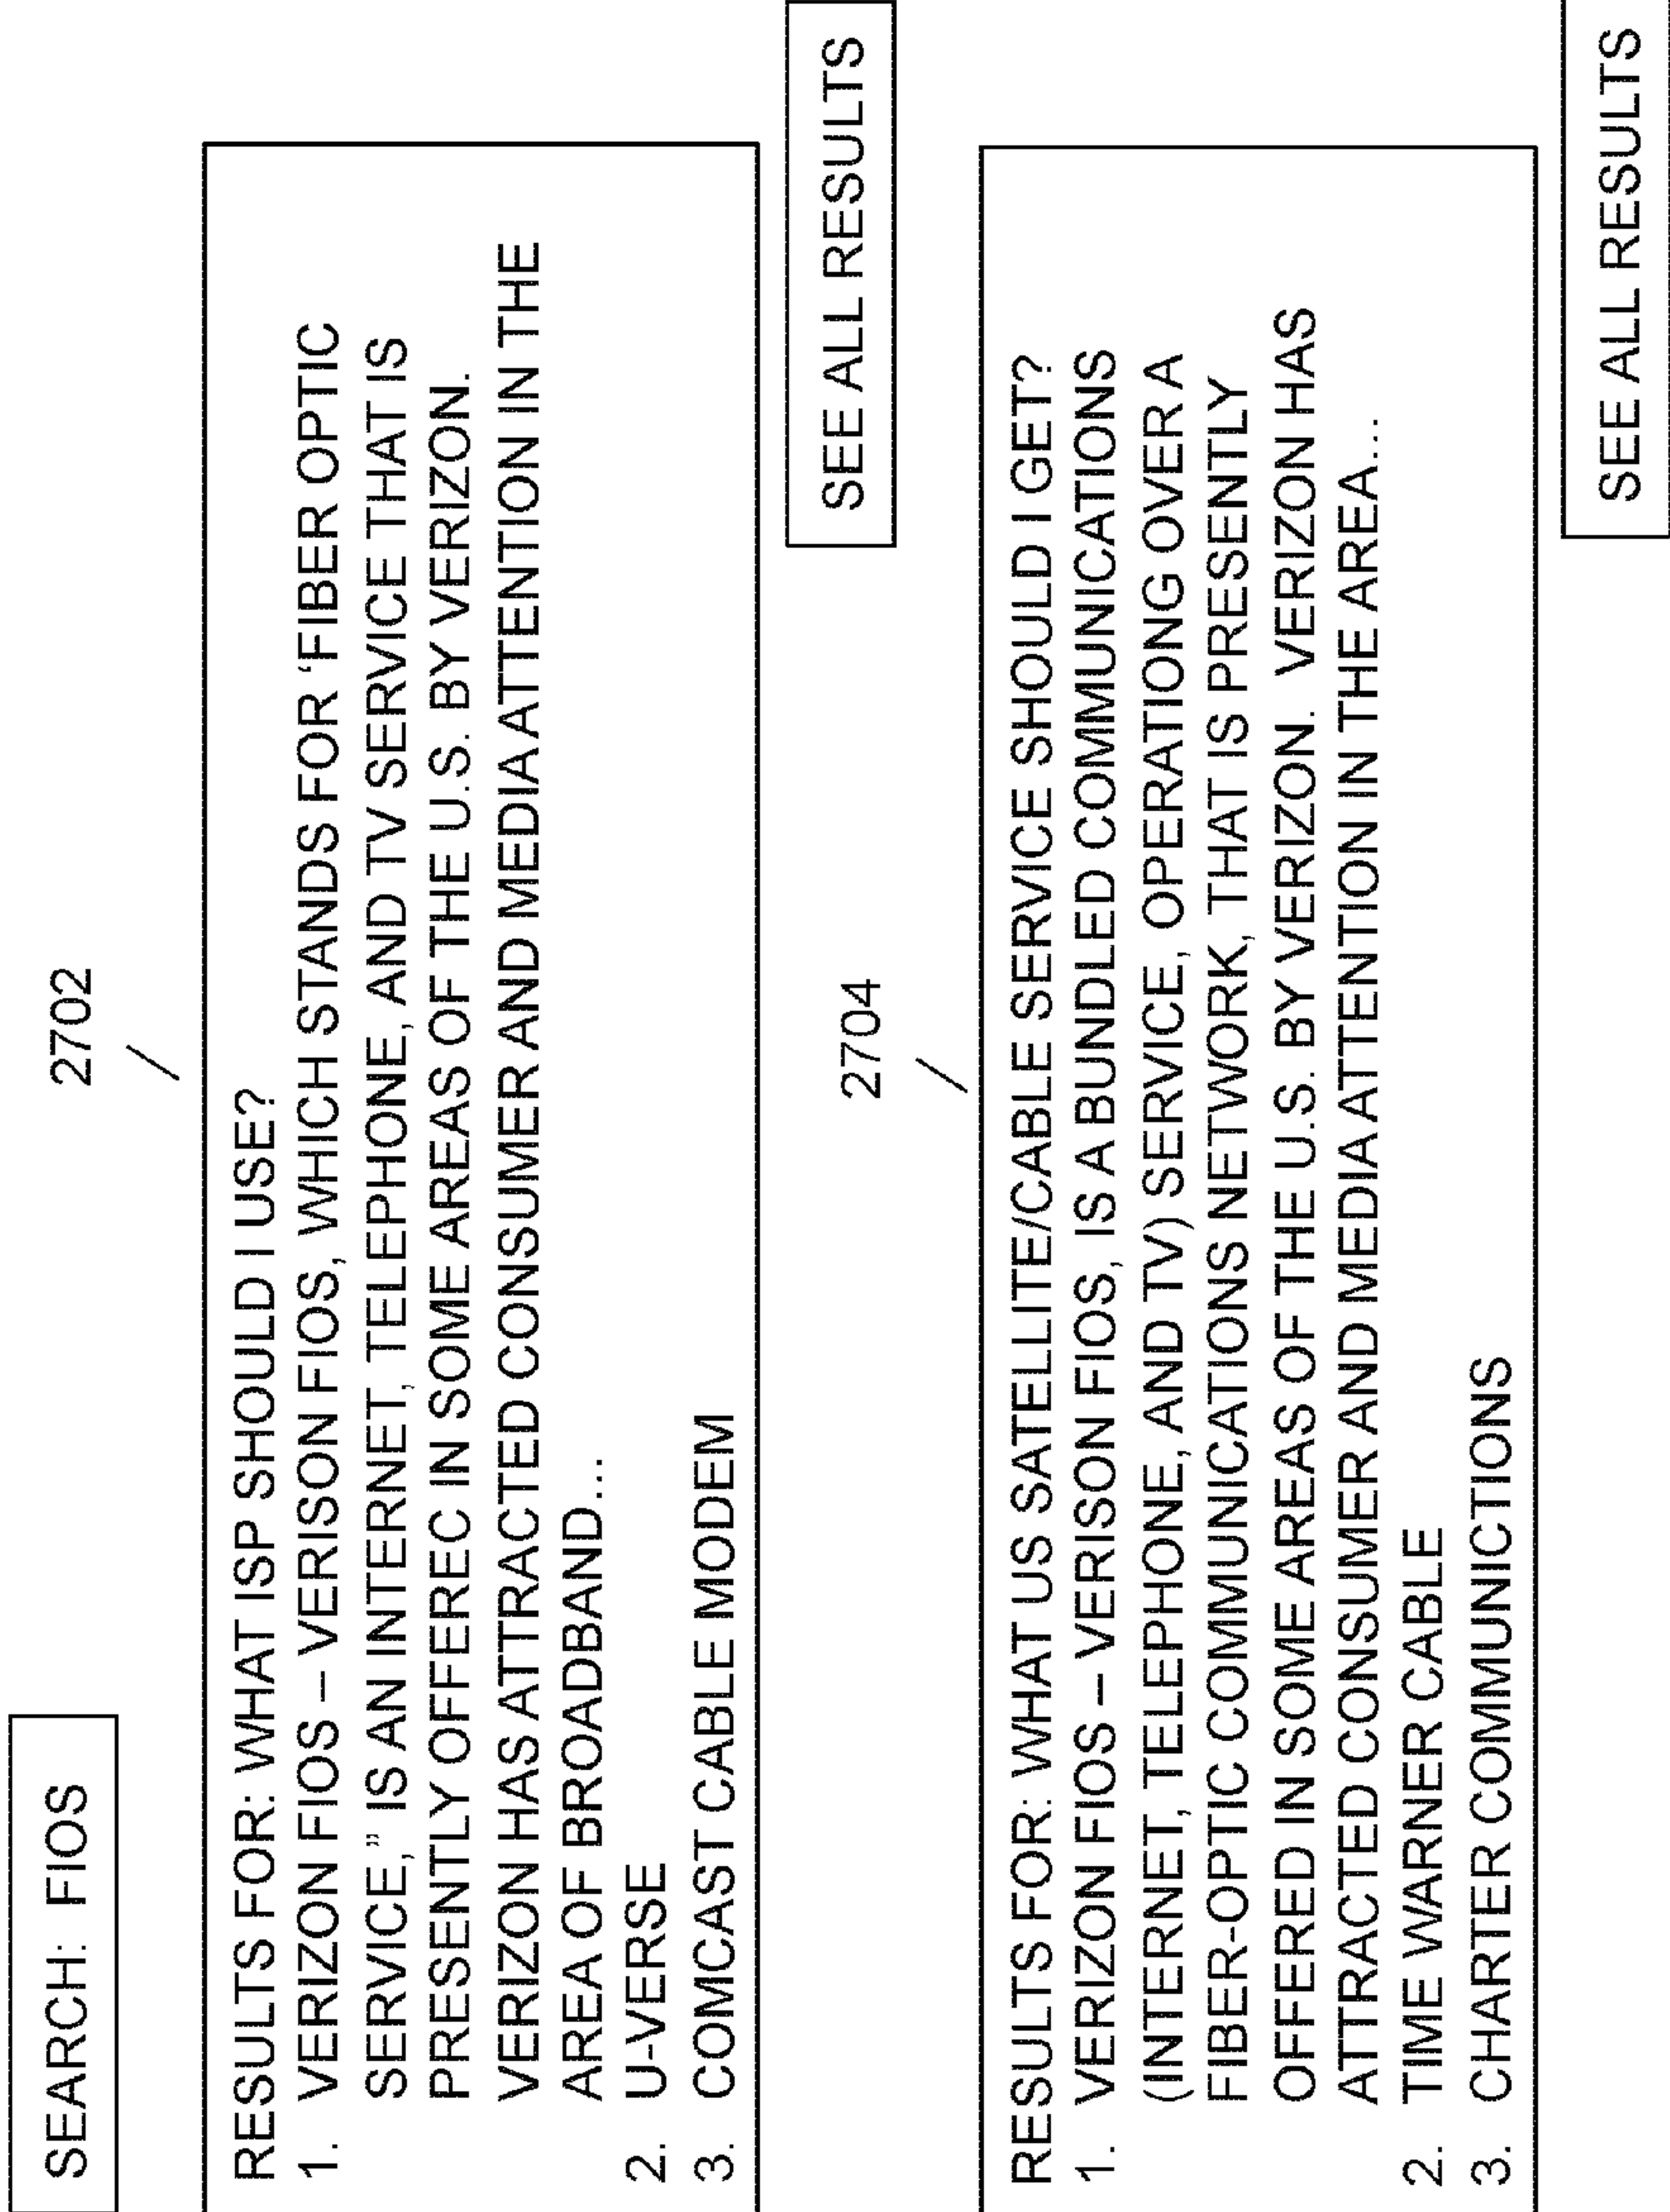 SEARCH: FIOS
2702
RESULTS FOR: WHAT ISP SHOULD I USE?
1. VERIZON FIOS – VERISON FIOS, WHICH STANDS FOR ‘FIBER OPTIC
SERVICE,” IS AN INTERNET, TELEPHONE, AND TV SERVICE THAT IS
PRESENTLY OFFEREC IN SOME AREAS OF THE U.S. BY VERIZON.
VERIZON HAS ATTRACTED CONSUMER AND MEDIA ATTENTION IN THE
AREA OF BROADBAND...
2. U-VERSE
3. COMCAST CABLE MODEM
SEE ALL RESULTS
2704
RESULTS FOR: WHAT US SATELLITE/CABLE SERVICE SHOULD I GET?
1. VERIZON FIOS – VERISON FIOS, IS A BUNDLED COMMUNICATIONS
(INTERNET, TELEPHONE, AND TV) SERVICE, OPERATIONG OVER A
FIBER-OPTIC COMMUNICATIONS NETWORK, THAT IS PRESENTLY
OFFERED IN SOME AREAS OF THE U.S. BY VERIZON. VERIZON HAS
ATTRACTED CONSUMER AND MEDIA ATTENTION IN THE AREA...
2. TIME WARNER CABLE
3. CHARTER COMMUNICTIONS
SEE ALL RESULTS